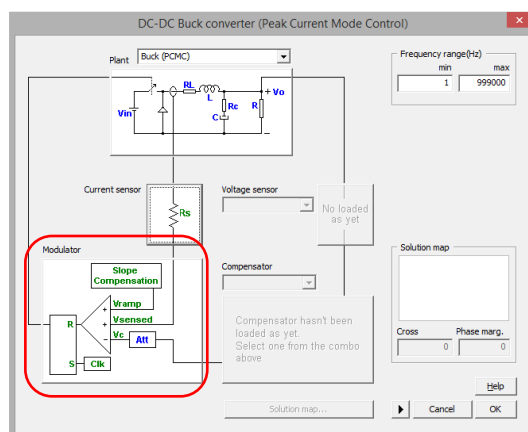 DC-DC Buck converter (Peak Current Mode Control)
Plant
Buck (PCMC)
Frequency range(Hz)
min max
1 999000
RL
L
+ Vo
Vin
Rc
R
C
−
Current sensor
Rs
Voltage sensor
No loaded
as yet
Modulator
Slope
Compensation
Vramp
+
Vsensed
+
R
Vc
−
Att
S
Clk
Compensator
Compensator hasn't been
loaded as yet.
Select one from the combo
above
Solution map
Cross Phase marg.
0 0
Help
Solution map...
Cancel
OK